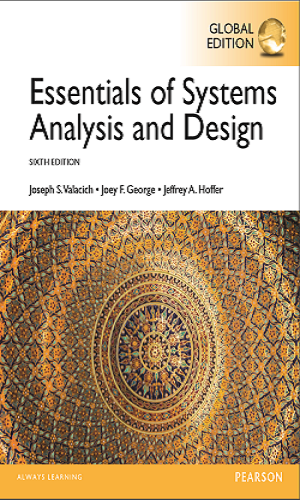 GLOBAL
EDITION
Essentials of Systems
Analysis and Design
SIXTH EDITION
Joseph S. Valacich • Joey F. George • Jeffrey A. Hoffer
ALWAYS LEARNING
PEARSON